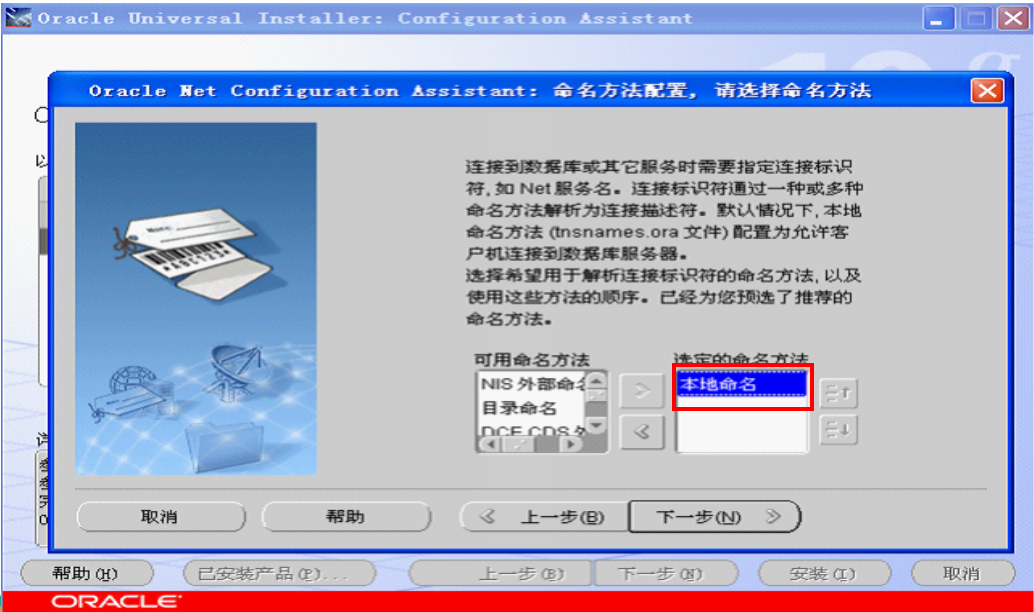 Oracle Universal Installer: Configuration Assistant
Oracle Net Configuration Assistant: 命名方法配置, 请选择命名方法
连接到数据库或其它服务时需要指定连接标识
符, 如 Net 服务名。连接标识符通过一种或多种
命名方法解析为连接描述符。默认情况下, 本地
命名方法 (tnsnames.ora 文件) 配置为允许客
户机连接到数据库服务器。
选择希望用于解析连接标识符的命名方法, 以及
使用这些方法的顺序。已经为您预选了推荐的
命名方法。
可用命名方法
选定的命名方法
NIS 外部命名
本地命名
目录命名
DCE CDS 外
取消
帮助
上一步(B)
下一步(N)
帮助(H)
已安装产品(P)...
上一步(B)
下一步(N)
安装(I)
取消
ORACLE